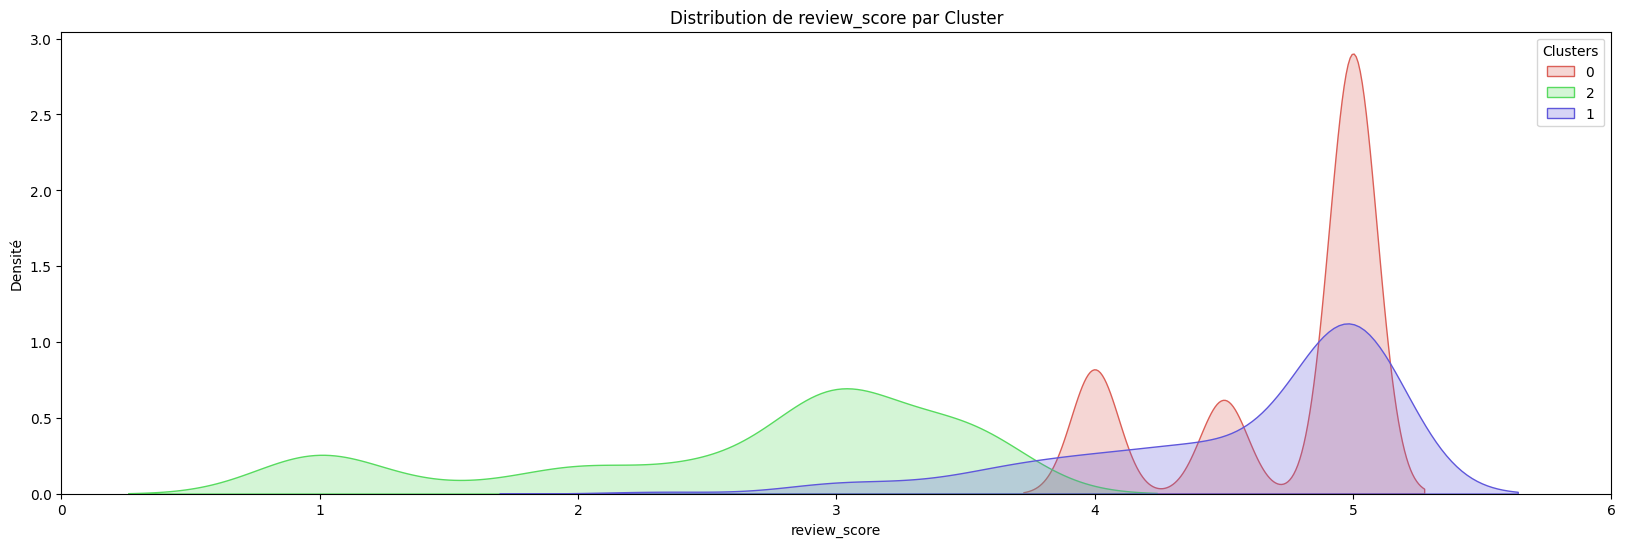 Distribution de review_score par Cluster
3.0
2.5
2.0
1.5
1.0
0.5
0.0
Densité
Clusters
0
2
1
0 1 2 3 4 5 6
review_score